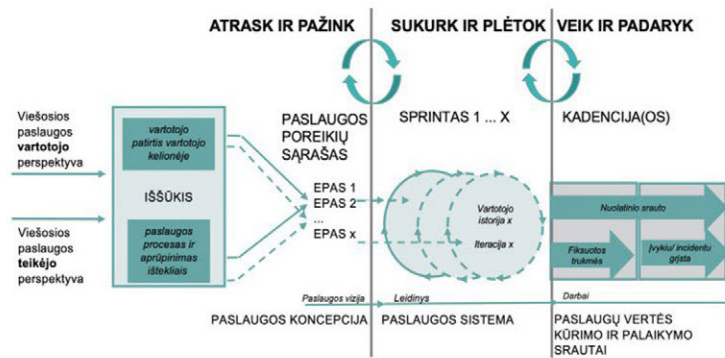 ATRASK IR PAŽINK
SUKURK IR PLĖTOK
VEIK IR PADARYK
Viešosios
paslaugos
vartotojo
perspektyva
Viešosios
paslaugos
teikėjo
perspektyva
vartotojo
patirtis vartotojo
kelionėje
IŠŠŪKIS
paslaugos
procesas ir
aprūpinimas
ištekliais
PASLAUGOS
POREIKIŲ
SĄRAŠAS
EPAS 1
EPAS 2
...
EPAS x
SPRINTAS 1 ... X
Vartotojo
istorija x
Iteracija x
KADENCIJA(OS)
Nuolatinio srauto
Fiksuotos
trukmės
Įvykiu/ incidentu
grįsta
Paslaugos vizija
Leidinys
Darbai
PASLAUGOS KONCEPCIJA
PASLAUGOS SISTEMA
PASLAUGŲ VERTĖS
KŪRIMO IR PALAIKYMO
SRAUTAI